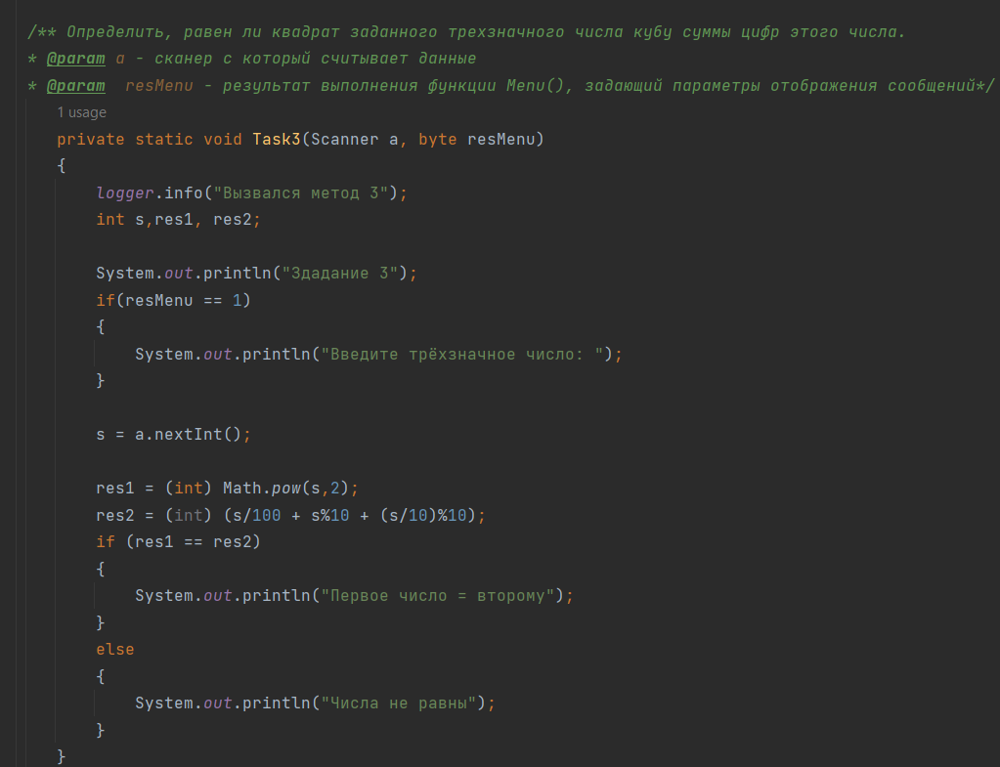 /** Определить, равен ли квадрат заданного трехзначного числа кубу суммы цифр этого числа.
* @param a - сканер с который считывает данные
* @param resMenu - результат выполнения функции Menu(), задающий параметры отображения сообщений*/
1 usage
private static void Task3(Scanner a, byte resMenu)
{
logger.info("Вызвался метод 3");
int s,res1, res2;
System.out.println("Здадание 3");
if(resMenu == 1)
{
System.out.println("Введите трёхзначное число: ");
}
s = a.nextInt();
res1 = (int) Math.pow(s,2);
res2 = (int) (s/100 + s%10 + (s/10)%10);
if (res1 == res2)
{
System.out.println("Первое число = второму");
}
else
{
System.out.println("Числа не равны");
}
}